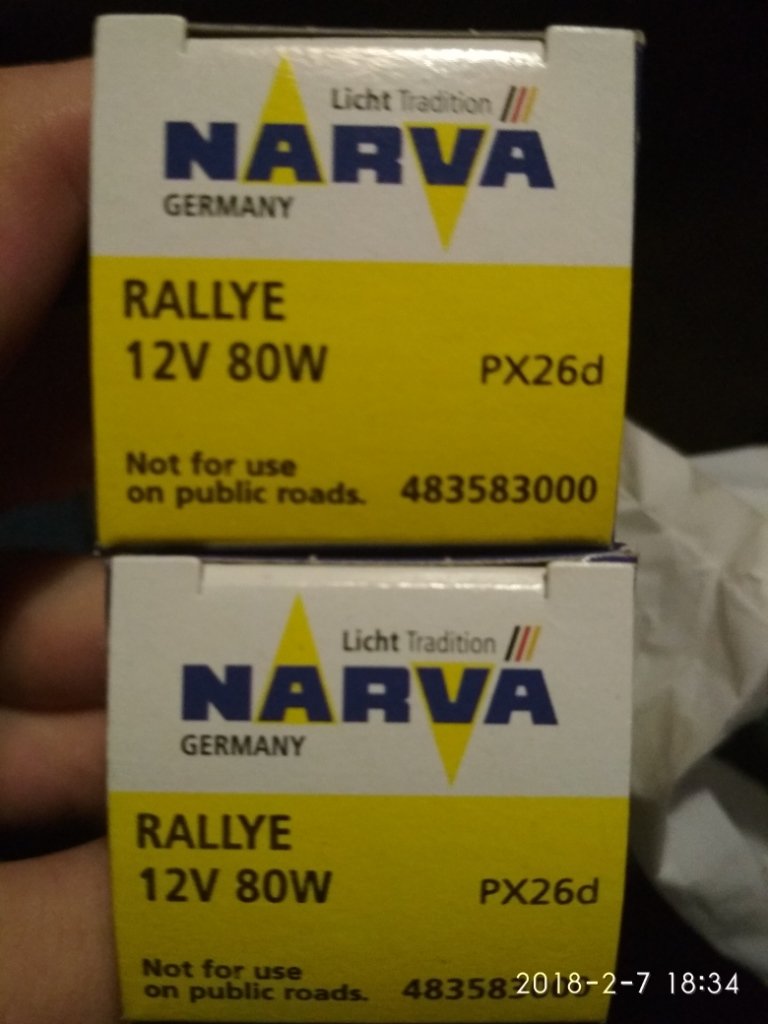 Licht Tradition
NARVA
GERMANY
RALLYE
12V 80W PX26d
Not for use
on public roads. 483583000
Licht Tradition
NARVA
GERMANY
RALLYE
12V 80W PX26d
Not for use
on public roads.
2018-2-7 18:34